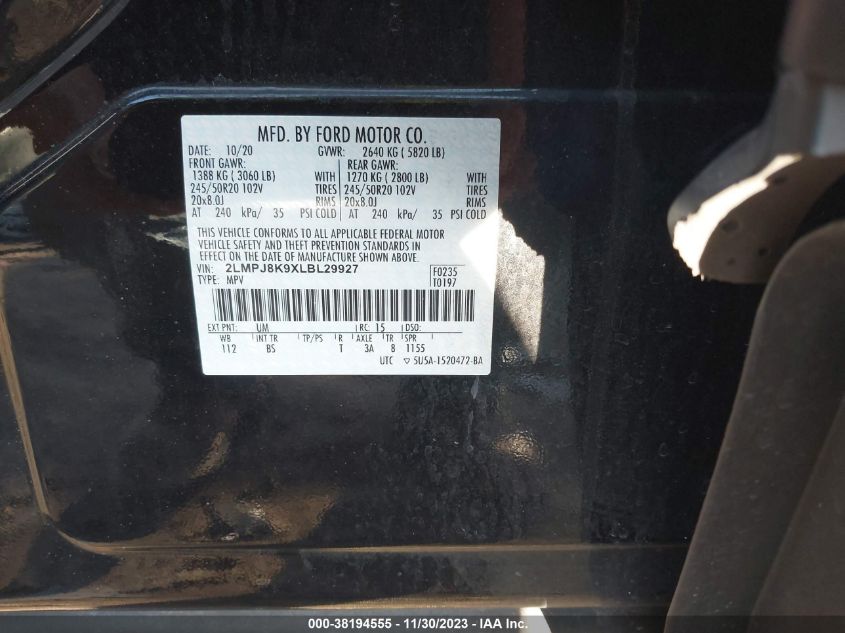 MFD. BY FORD MOTOR CO.
DATE: 10/20 GVWR: 2640 KG ( 5820 LB)
FRONT GAWR: REAR GAWR:
1388 KG ( 3060 LB) WITH 1270 KG ( 2800 LB) WITH
245/50R20 102V TIRES 245/50R20 102V TIRES
20x8.0J RIMS 20x8.0J RIMS
AT 240 kPa/ 35 PSI COLD AT 240 kPa/ 35 PSI COLD
THIS VEHICLE CONFORMS TO ALL APPLICABLE FEDERAL MOTOR
VEHICLE SAFETY AND THEFT PREVENTION STANDARDS IN
EFFECT ON THE DATE OF MANUFACTURE SHOWN ABOVE.
VIN: 2LMPJ8K9XLBL29927 F0235
TYPE: MPV T0197
EXT PNT: UM RC: 15 DSO:
WB INT TR TP/PS R AXLE TR SPR
112 BS T 3A 8 1155
UTC ▽ 5U5A-1520472-BA
000-38194555 - 11/30/2023 - IAA Inc.